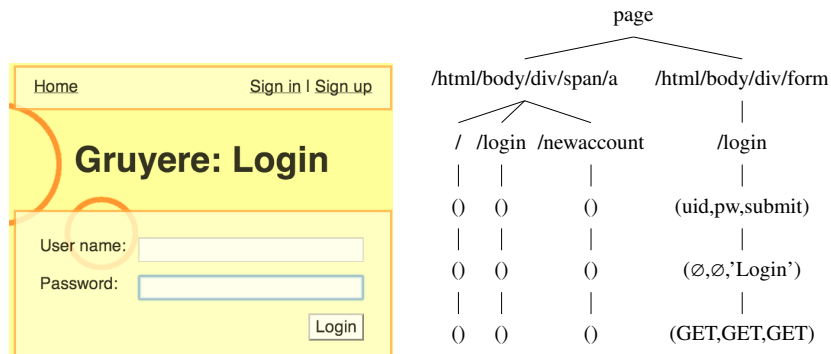 Home Sign in | Sign up
Gruyere: Login
User name:
Password:
Login
page
/html/body/div/span/a /html/body/div/form
/ /login /newaccount /login
() () () (uid,pw,submit)
() () () (∅,∅,’Login’)
() () () (GET,GET,GET)